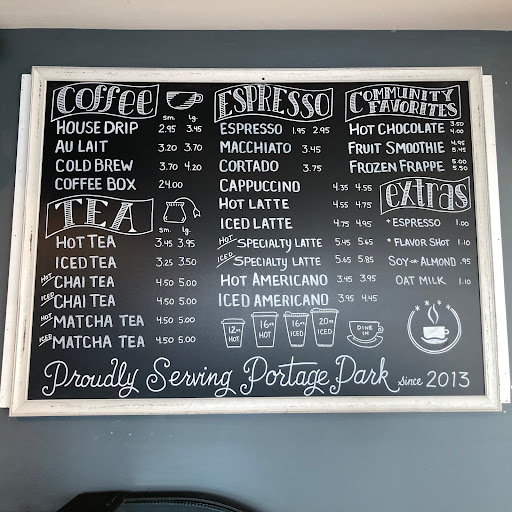 COFFEE
sm. lg.
HOUSE DRIP 2.95 3.45
AU LAIT 3.20 3.70
COLD BREW 3.70 4.20
COFFEE BOX 24.00
TEA
sm. lg.
HOT TEA 3.45 3.95
ICED TEA 3.25 3.50
HOT CHAI TEA 4.50 5.00
ICED CHAI TEA 4.50 5.00
HOT MATCHA TEA 4.50 5.00
ICED MATCHA TEA 4.50 5.00
ESPRESSO
ESPRESSO 1.95 2.95
MACCHIATO 3.45
CORTADO 3.75
CAPPUCCINO 4.35 4.55
HOT LATTE 4.55 4.75
ICED LATTE 4.75 4.95
HOT SPECIALTY LATTE 5.45 5.65
ICED SPECIALTY LATTE 5.65 5.85
HOT AMERICANO 3.45 3.95
ICED AMERICANO 3.95 4.45
12oz HOT
16oz HOT
16oz ICED
20oz ICED
DINE IN
COMMUNITY
FAVORITES
HOT CHOCOLATE 3.50 4.00
FRUIT SMOOTHIE 4.95 5.45
FROZEN FRAPPE 5.00 5.50
extras
+ ESPRESSO 1.00
+ FLAVOR SHOT 1.10
SOY OR ALMOND .95
OAT MILK 1.10
Proudly Serving Portage Park since 2013